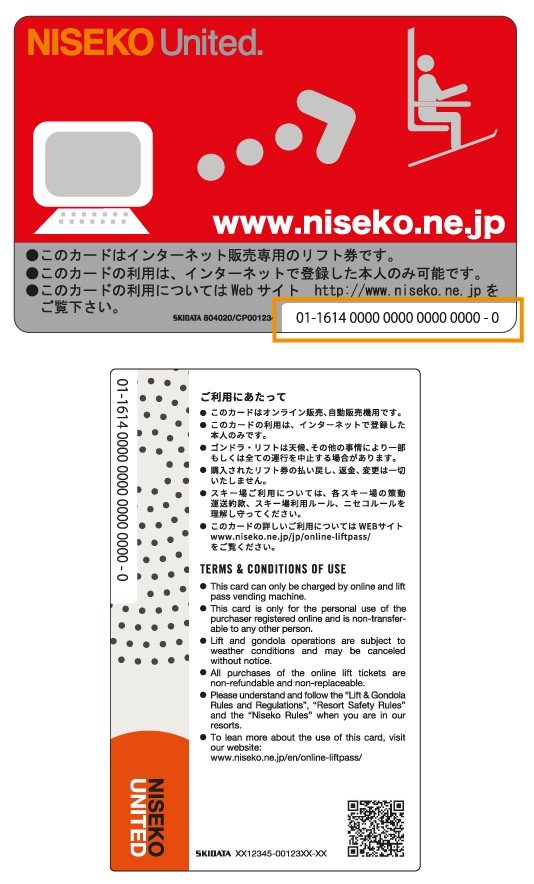 NISEKO United.
www.niseko.ne.jp
●このカードはインターネット販売専用のリフト券です。
●このカードの利用は、インターネットで登録した本人のみ可能です。
●このカードの利用についてはWebサイト http://www.niseko.ne.jpを
ご覧下さい。
SKIDATA 804020/CP001234
01-1614 0000 0000 0000 0000 - 0
01-1614 0000 0000 0000 0000 - 0
ご利用にあたって
● このカードはオンライン販売、自動販売機用です。
● このカードの利用は、インターネットで登録した
本人のみです。
● ゴンドラ・リフトは天候、その他の事情により一部
もしくは全ての運行を中止する場合があります。
● 購入されたリフト券の払い戻し、返金、変更は一切
いたしません。
● スキー場ご利用については、各スキー場の索動
運送約款、スキー場利用ルール、ニセコルールを
理解し守ってください。
● このカードの詳しいご利用についてはWEBサイト
www.niseko.ne.jp/jp/online-liftpass/
をご覧ください。
TERMS & CONDITIONS OF USE
● This card can only be charged by online and lift
pass vending machine.
● This card is only for the personal use of the
purchaser registered online and is non-transfer-
able to any other person.
● Lift and gondola operations are subject to
weather conditions and may be canceled
without notice.
● All purchases of the online lift tickets are
non-refundable and non-replaceable.
● Please understand and follow the “Lift & Gondola
Rules and Regulations”, “Resort Safety Rules”
and the “Niseko Rules” when you are in our
resorts.
● To lean more about the use of this card, visit
our website:
www.niseko.ne.jp/en/online-liftpass/
NISEKO
UNITED
SKIDATA XX12345-00123XX-XX